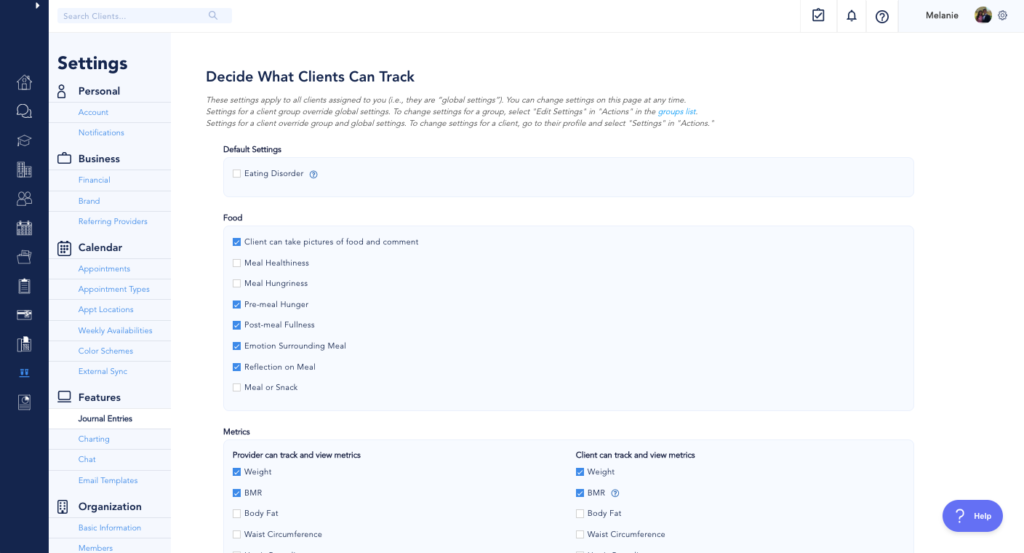 Search Clients...
Melanie
Settings
Personal
Account
Notifications
Business
Financial
Brand
Referring Providers
Calendar
Appointments
Appointment Types
Appt Locations
Weekly Availabilities
Color Schemes
External Sync
Features
Journal Entries
Charting
Chat
Email Templates
Organization
Basic Information
Members
Decide What Clients Can Track
These settings apply to all clients assigned to you (i.e., they are "global settings"). You can change settings on this page at any time.
Settings for a client group override global settings. To change settings for a group, select "Edit Settings" in "Actions" in the groups list.
Settings for a client override group and global settings. To change settings for a client, go to their profile and select "Settings" in "Actions."
Default Settings
Eating Disorder
Food
Client can take pictures of food and comment
Meal Healthiness
Meal Hungriness
Pre-meal Hunger
Post-meal Fullness
Emotion Surrounding Meal
Reflection on Meal
Meal or Snack
Metrics
Provider can track and view metrics
Weight
BMR
Body Fat
Waist Circumference
Client can track and view metrics
Weight
BMR
Body Fat
Waist Circumference
? Help